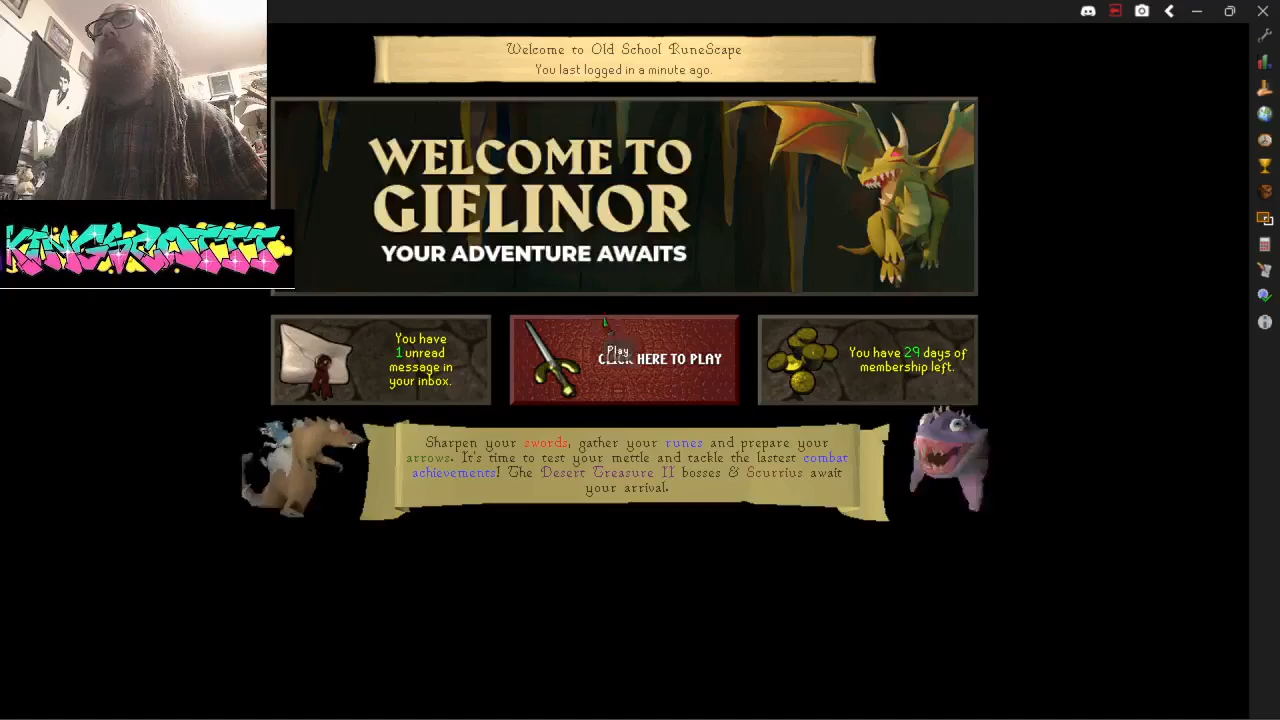 Welcome to Old School RuneScape
You last logged in a minute ago.
WELCOME TO
GIELINOR
YOUR ADVENTURE AWAITS
You have
1 unread
message in
your inbox.
Play
CLICK HERE TO PLAY
You have 29 days of
membership left.
Sharpen your swords, gather your runes and prepare your
arrows. It's time to test your mettle and tackle the lastest combat
achievements! The Desert Treasure II bosses & Scurrius await
your arrival.